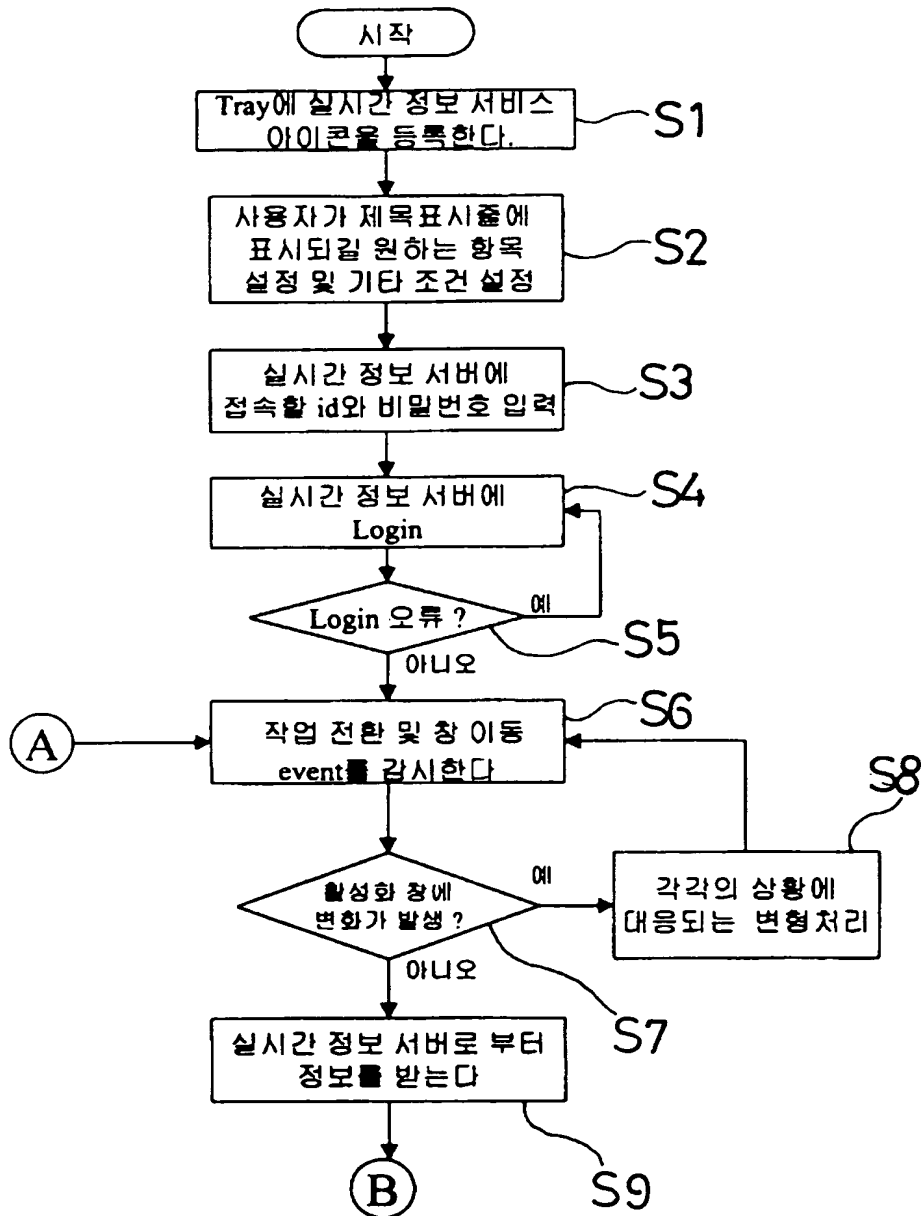 시작
Tray에 실시간 정보 서비스
아이콘을 등록한다.
S1
사용자가 제목표시줄에
표시되길 원하는 항목
설정 및 기타 조건 설정
S2
실시간 정보 서버에
접속할 id와 비밀번호 입력
S3
실시간 정보 서버에
Login
S4
Login 오류 ?
예
S5
아니오
A
작업 전환 및 창 이동
event를 감시한다
S6
S8
활성화 창에
변화가 발생 ?
예
각각의 상황에
대응되는 변형처리
아니오
S7
실시간 정보 서버로 부터
정보를 받는다
S9
B